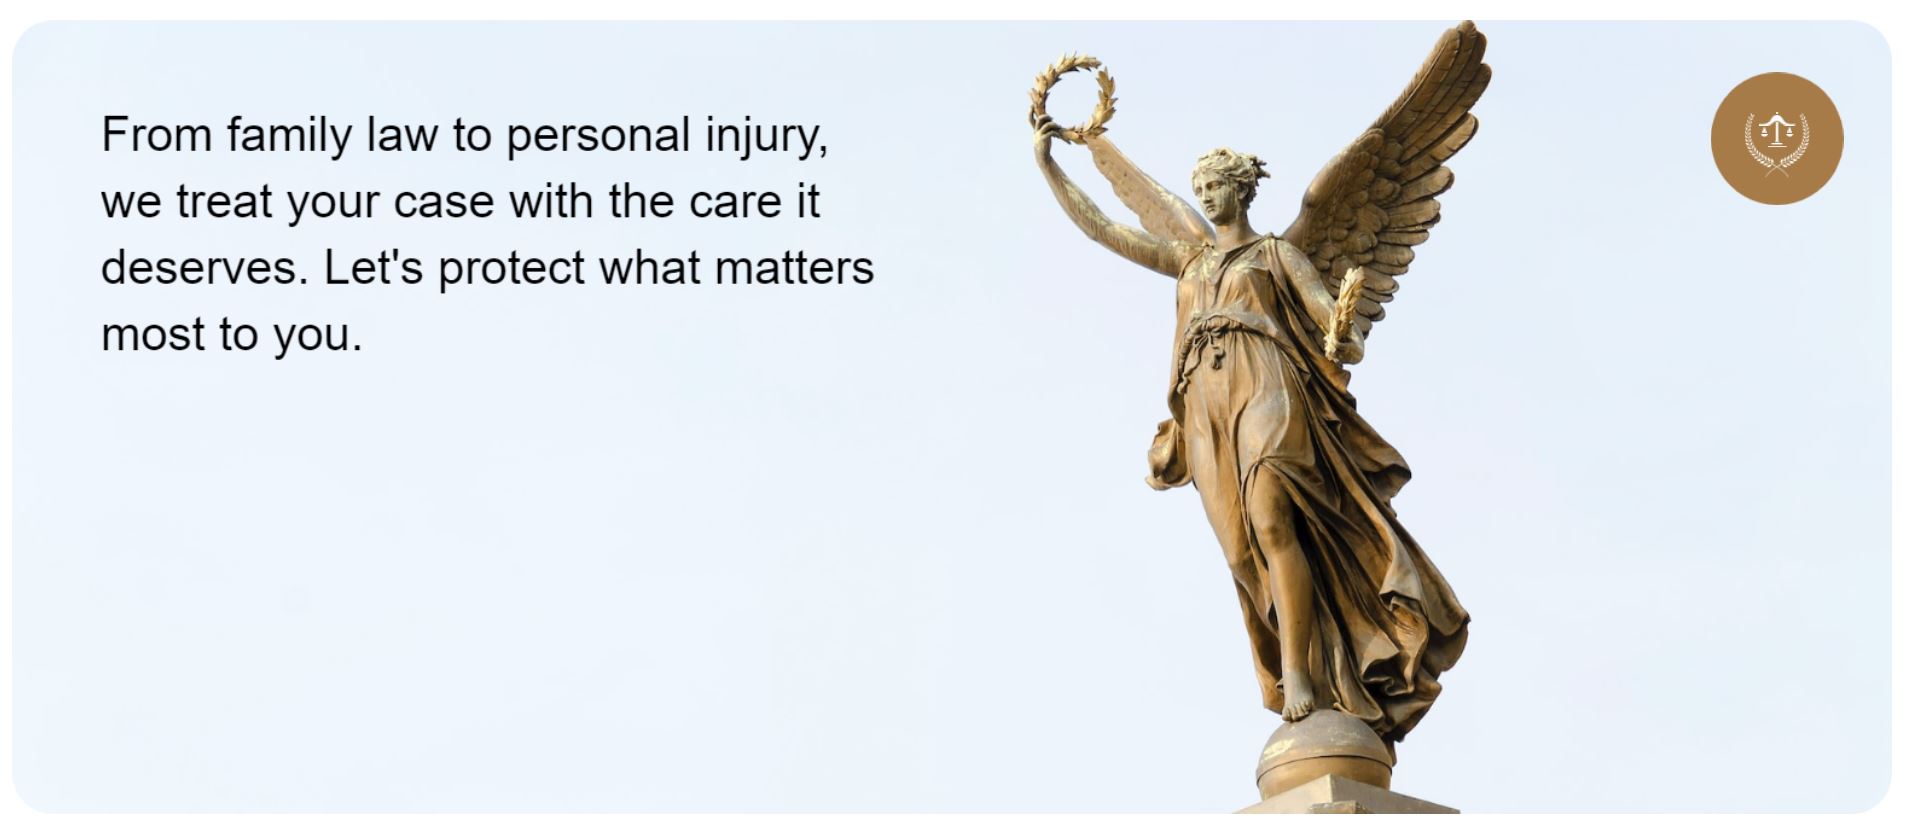 From family law to personal injury,
we treat your case with the care it
deserves. Let's protect what matters
most to you.